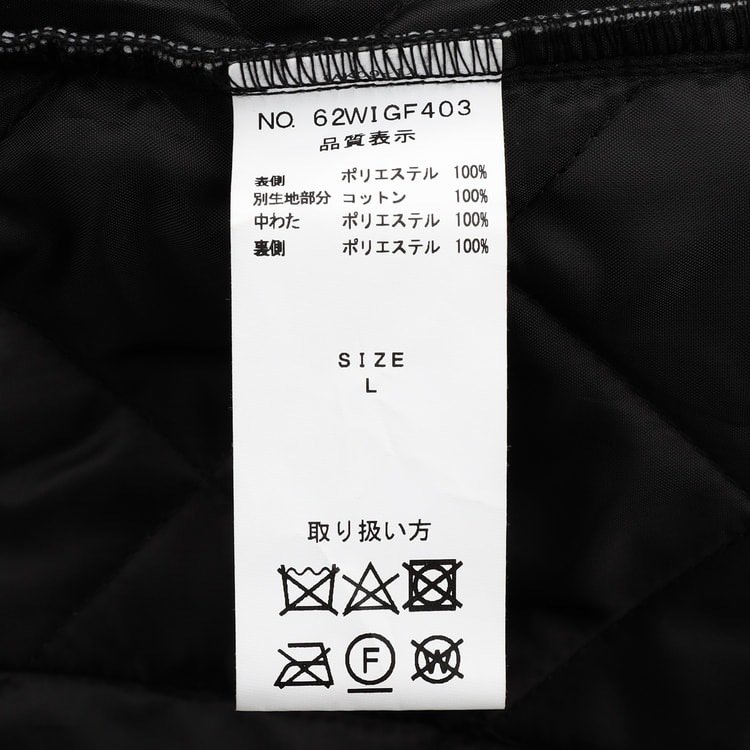 NO. 62WIGF403
品質表示
表側 ポリエステル 100%
別生地部分 コットン 100%
中わた ポリエステル 100%
裏側 ポリエステル 100%
SIZE
L
取り扱い方
F
W